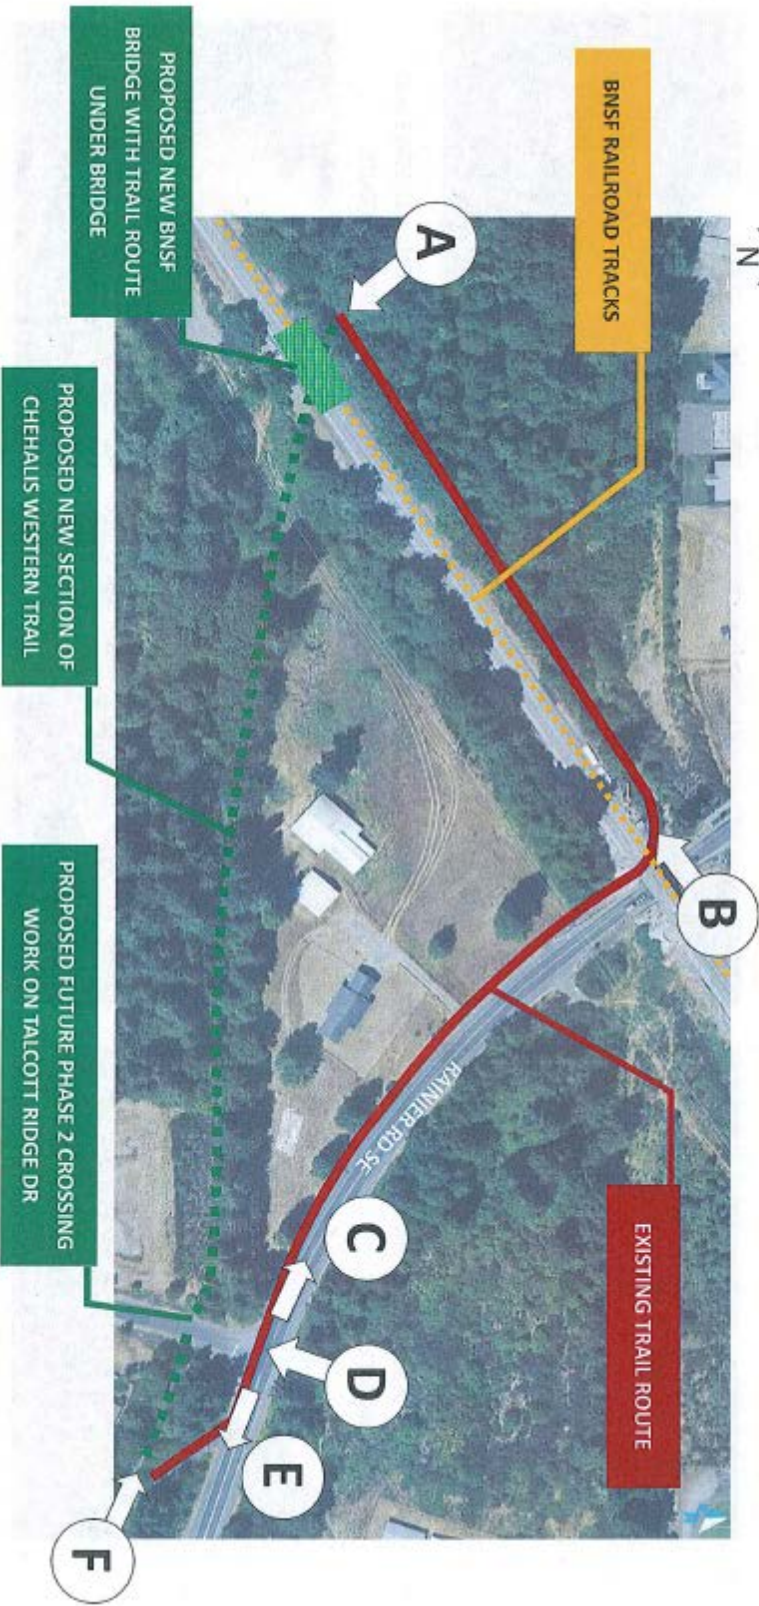 BNSF RAILROAD TRACKS
B
EXISTING TRAIL ROUTE
A
RAINIER RD SE
C
D
E
F
PROPOSED NEW BNSF
BRIDGE WITH TRAIL ROUTE
UNDER BRIDGE
PROPOSED NEW SECTION OF
CHEHALIS WESTERN TRAIL
PROPOSED FUTURE PHASE 2 CROSSING
WORK ON TALCOTT RIDGE DR